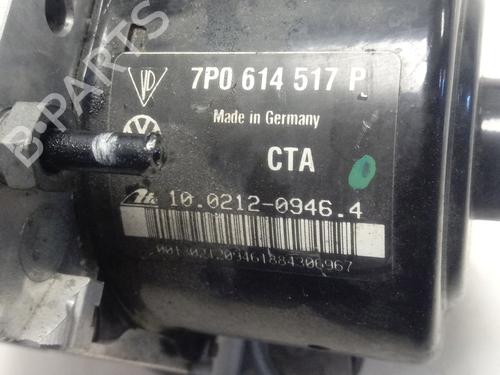 B-PARTS
7P0 614 517 P
Made in Germany
CTA
10.0212-0946.4